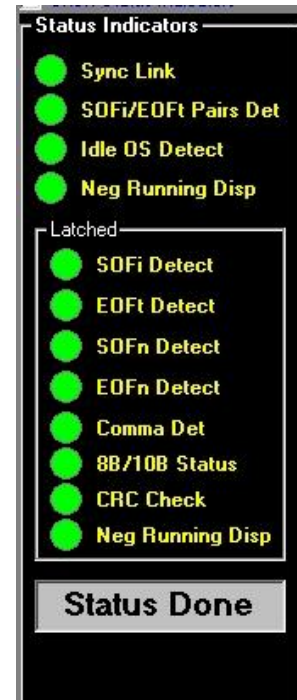 Status Indicators
Sync Link
SOFi/EOFt Pairs Det
Idle OS Detect
Neg Running Disp
Latched
SOFi Detect
EOFt Detect
SOFn Detect
EOFn Detect
Comma Det
8B/10B Status
CRC Check
Neg Running Disp
Status Done